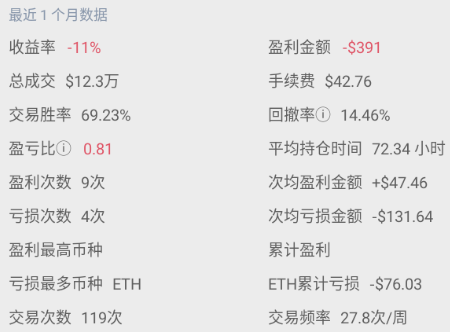 最近 1 个月数据
收益率 -11% 盈利金额 -$391
总成交 $12.3万 手续费 $42.76
交易胜率 69.23% 回撤率ⓘ 14.46%
盈亏比ⓘ 0.81 平均持仓时间 72.34 小时
盈利次数 9次 次均盈利金额 +$47.46
亏损次数 4次 次均亏损金额 -$131.64
盈利最高币种 累计盈利
亏损最多币种 ETH ETH累计亏损 -$76.03
交易次数 119次 交易频率 27.8次/周